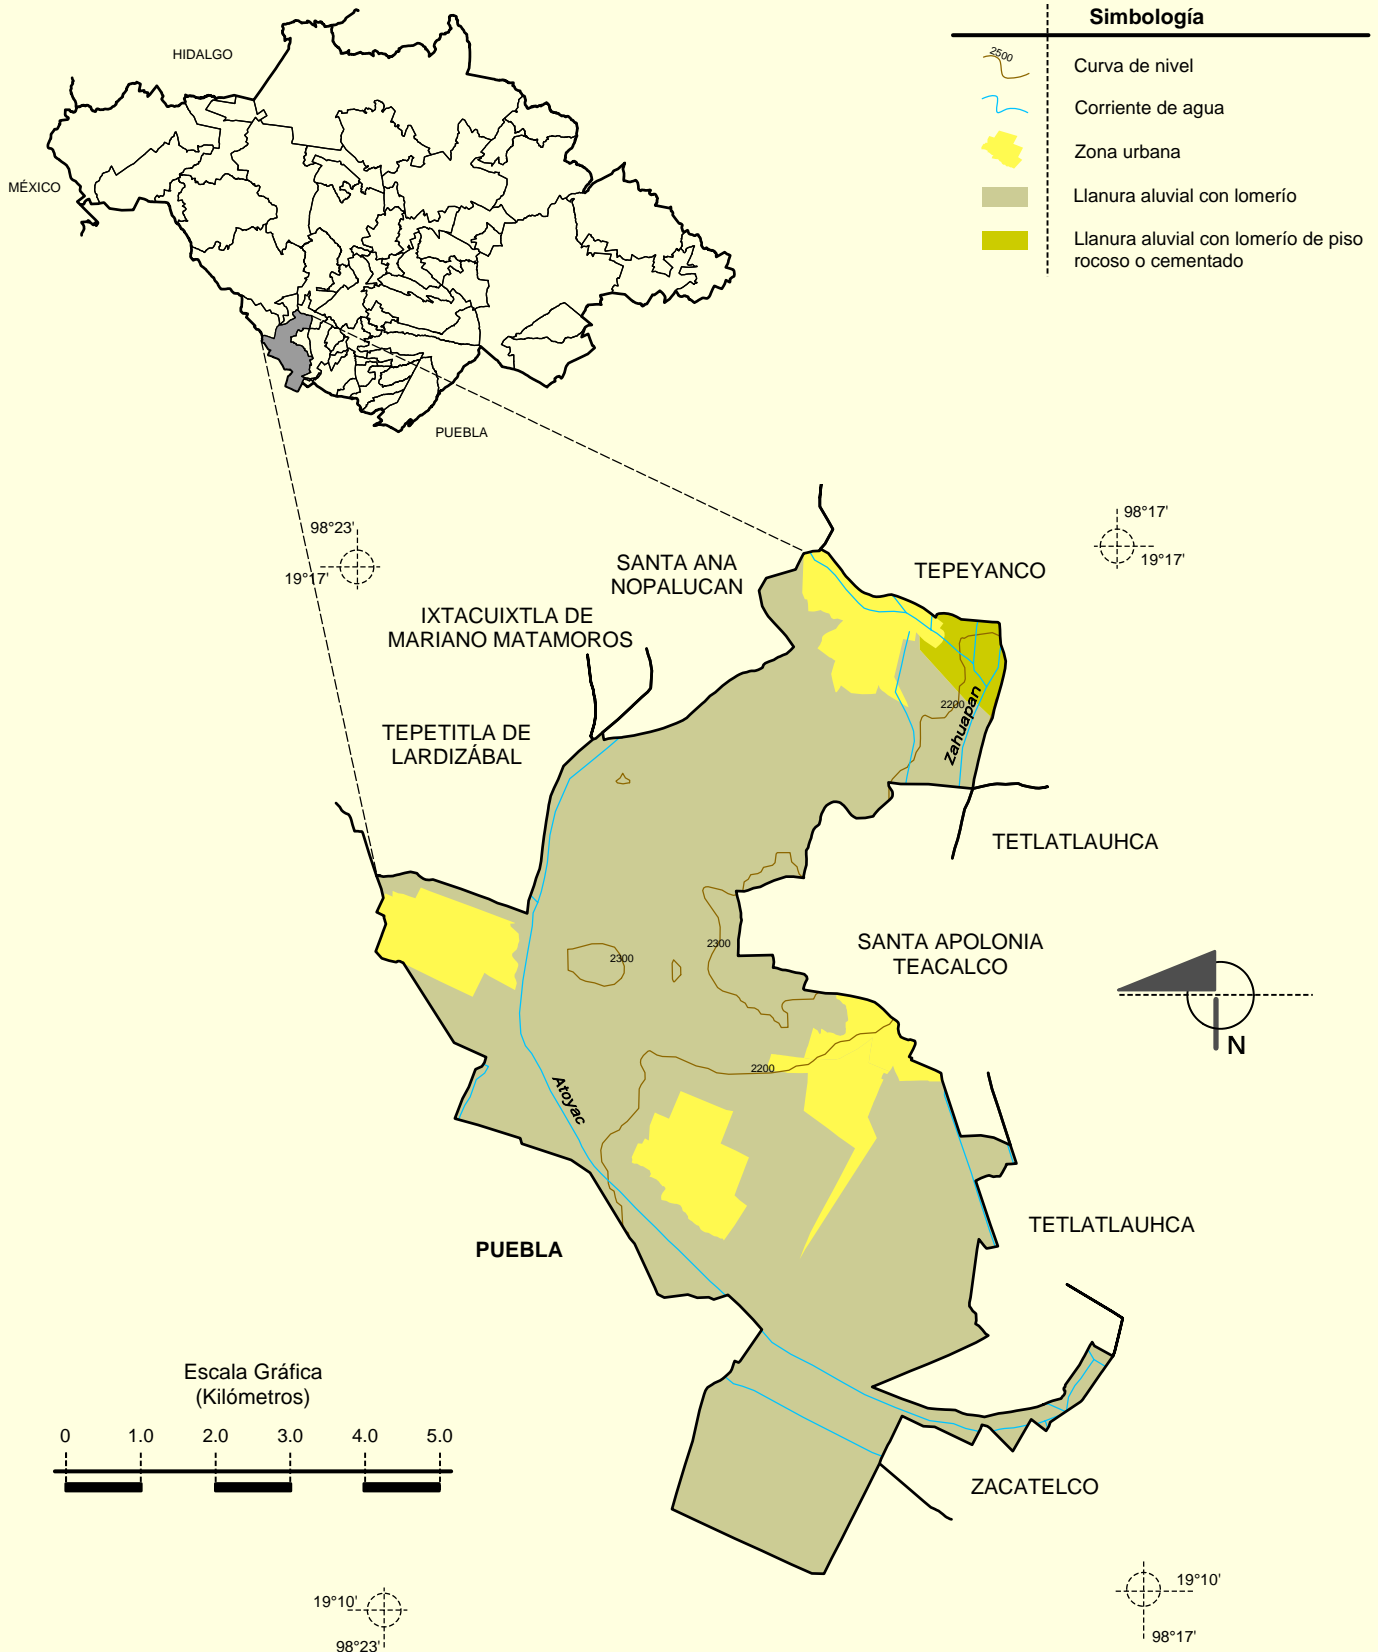 Simbología
2500
Curva de nivel
Corriente de agua
Zona urbana
Llanura aluvial con lomerío
Llanura aluvial con lomerío de piso
rocoso o cementado
HIDALGO
MÉXICO
PUEBLA
98°23'
19°17'
98°17'
19°17'
SANTA ANA
NOPALUCAN
TEPEYANCO
IXTACUIXTLA DE
MARIANO MATAMOROS
TEPETITLA DE
LARDIZÁBAL
2200
Zahuapan
TETLATLAUHCA
SANTA APOLONIA
TEACALCO
2300
2300
N
2200
Atoyac
TETLATLAUHCA
PUEBLA
Escala Gráfica
(Kilómetros)
0 1.0 2.0 3.0 4.0 5.0
ZACATELCO
19°10'
98°23'
19°10'
98°17'